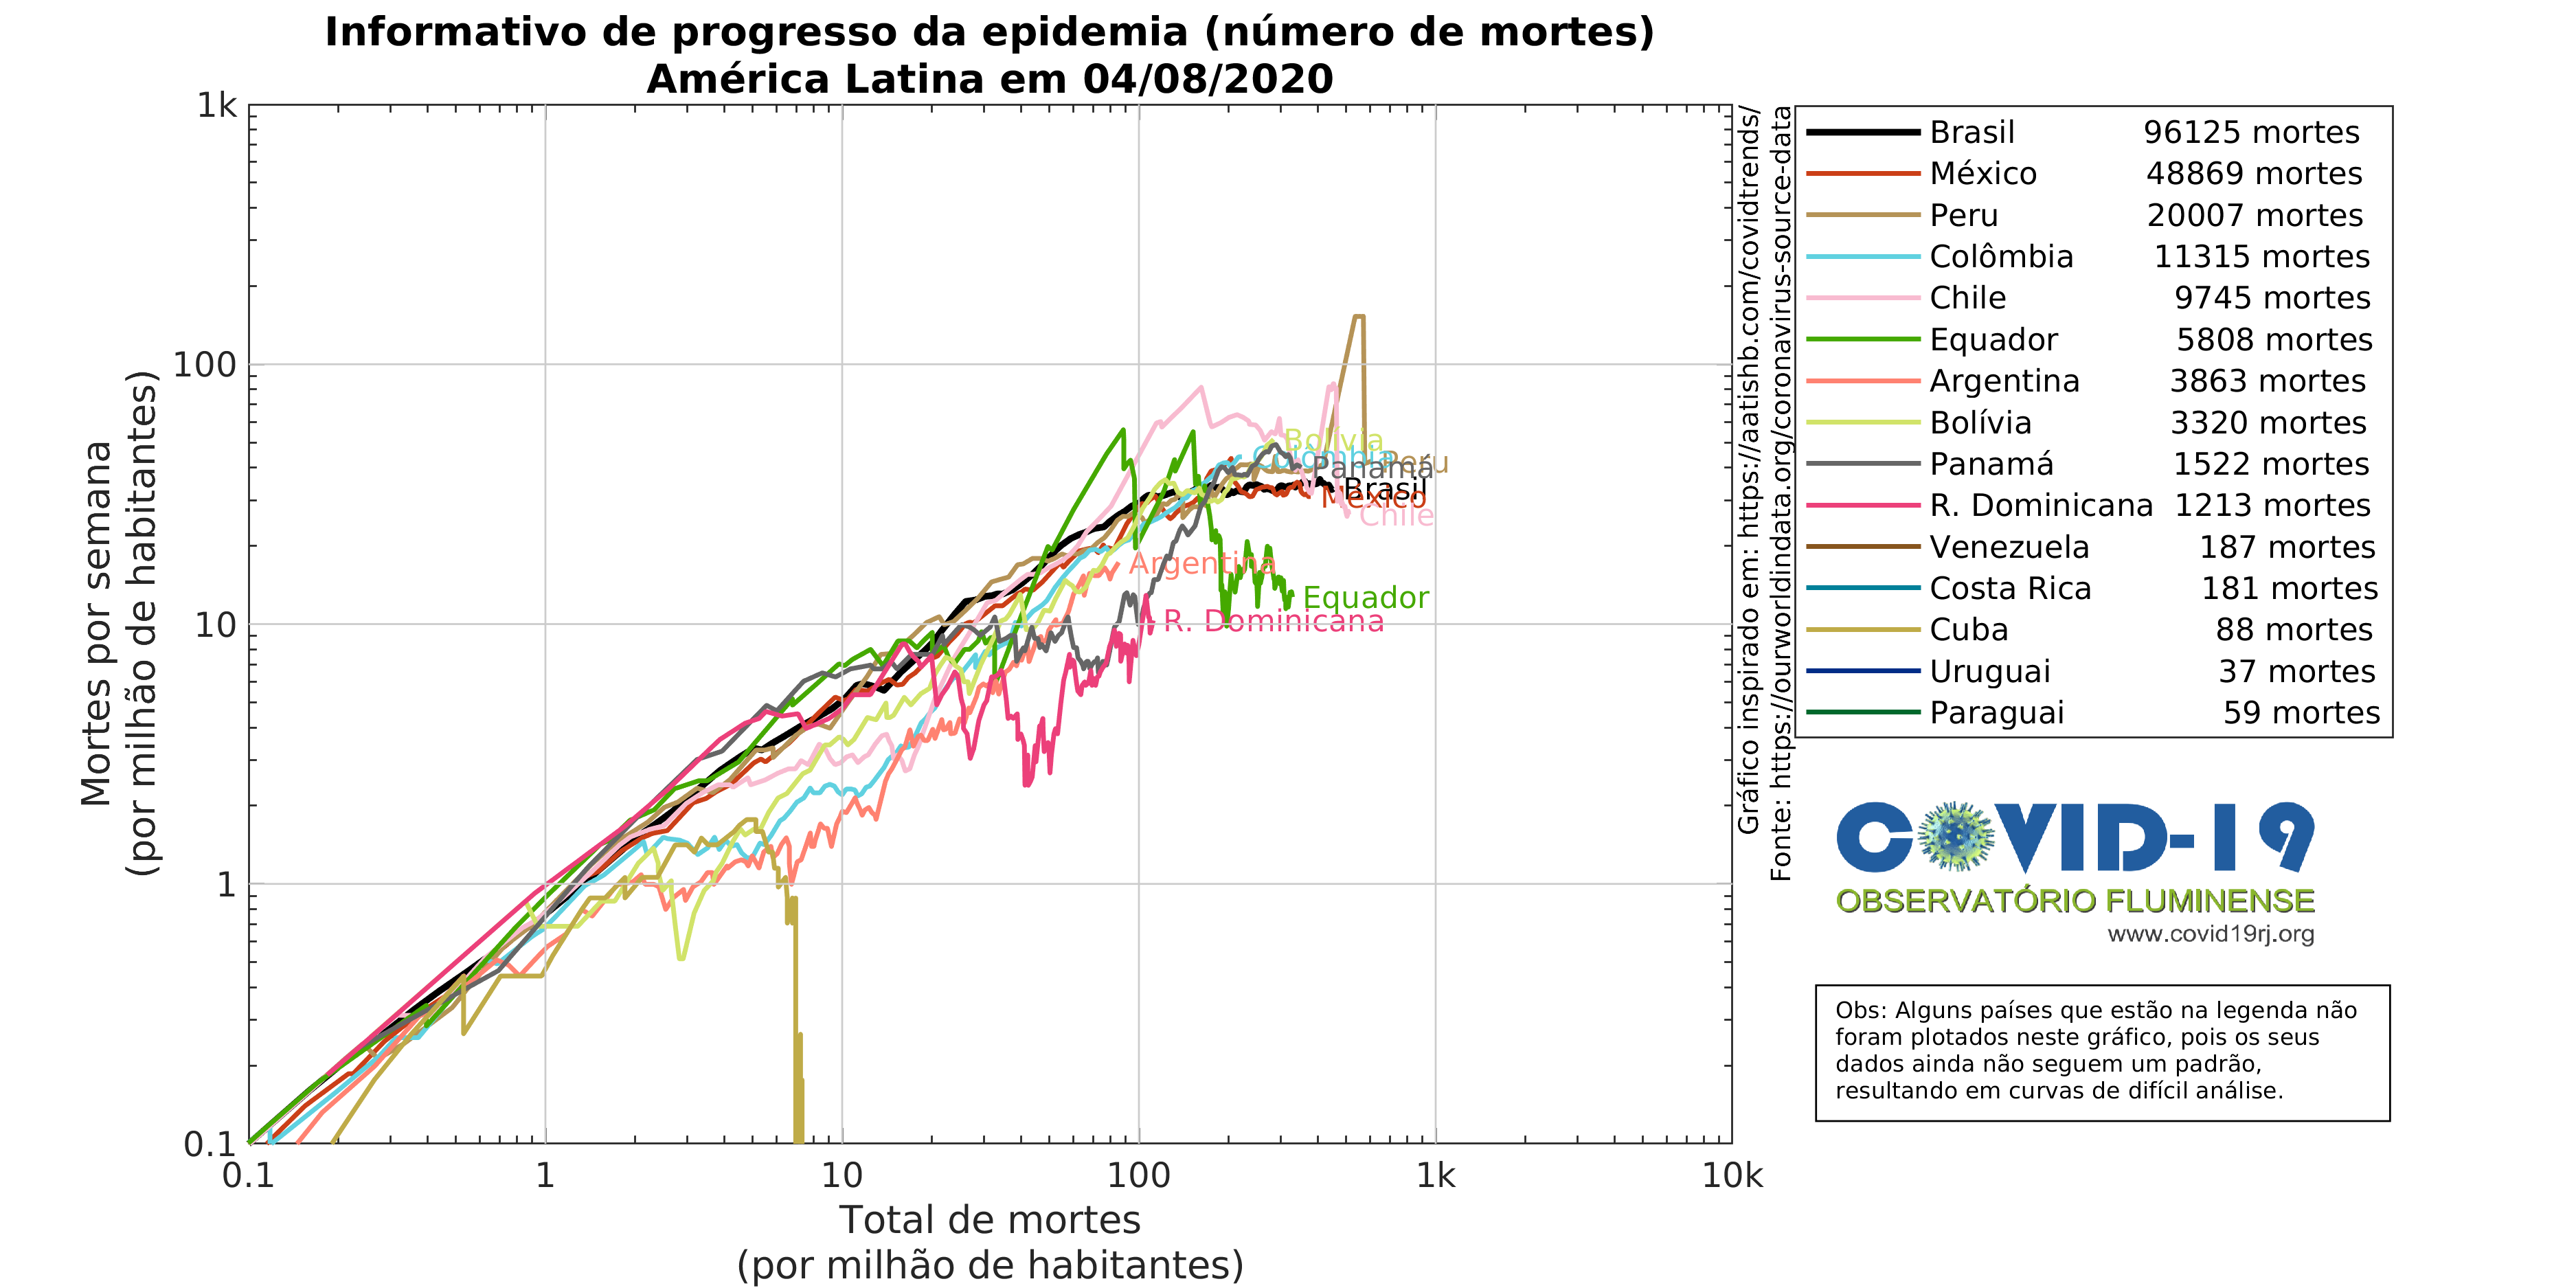 Informativo de progresso da epidemia (número de mortes)
América Latina em 04/08/2020
1k
100
10
1
0.1
Mortes por semana
(por milhão de habitantes)
0.1
1
10
100
1k
10k
Total de mortes
(por milhão de habitantes)
Bolívia
Colômbia
Peru
Panamá
Brasil
México
Chile
Argentina
Equador
R. Dominicana
Gráfico inspirado em: https://aatishb.com/covidtrends/
Fonte: https://ourworldindata.org/coronavirus-source-data
Brasil 96125 mortes
México 48869 mortes
Peru 20007 mortes
Colômbia 11315 mortes
Chile 9745 mortes
Equador 5808 mortes
Argentina 3863 mortes
Bolívia 3320 mortes
Panamá 1522 mortes
R. Dominicana 1213 mortes
Venezuela 187 mortes
Costa Rica 181 mortes
Cuba 88 mortes
Uruguai 37 mortes
Paraguai 59 mortes
COVID-19
OBSERVATÓRIO FLUMINENSE
www.covid19rj.org
Obs: Alguns países que estão na legenda não
foram plotados neste gráfico, pois os seus
dados ainda não seguem um padrão,
resultando em curvas de difícil análise.